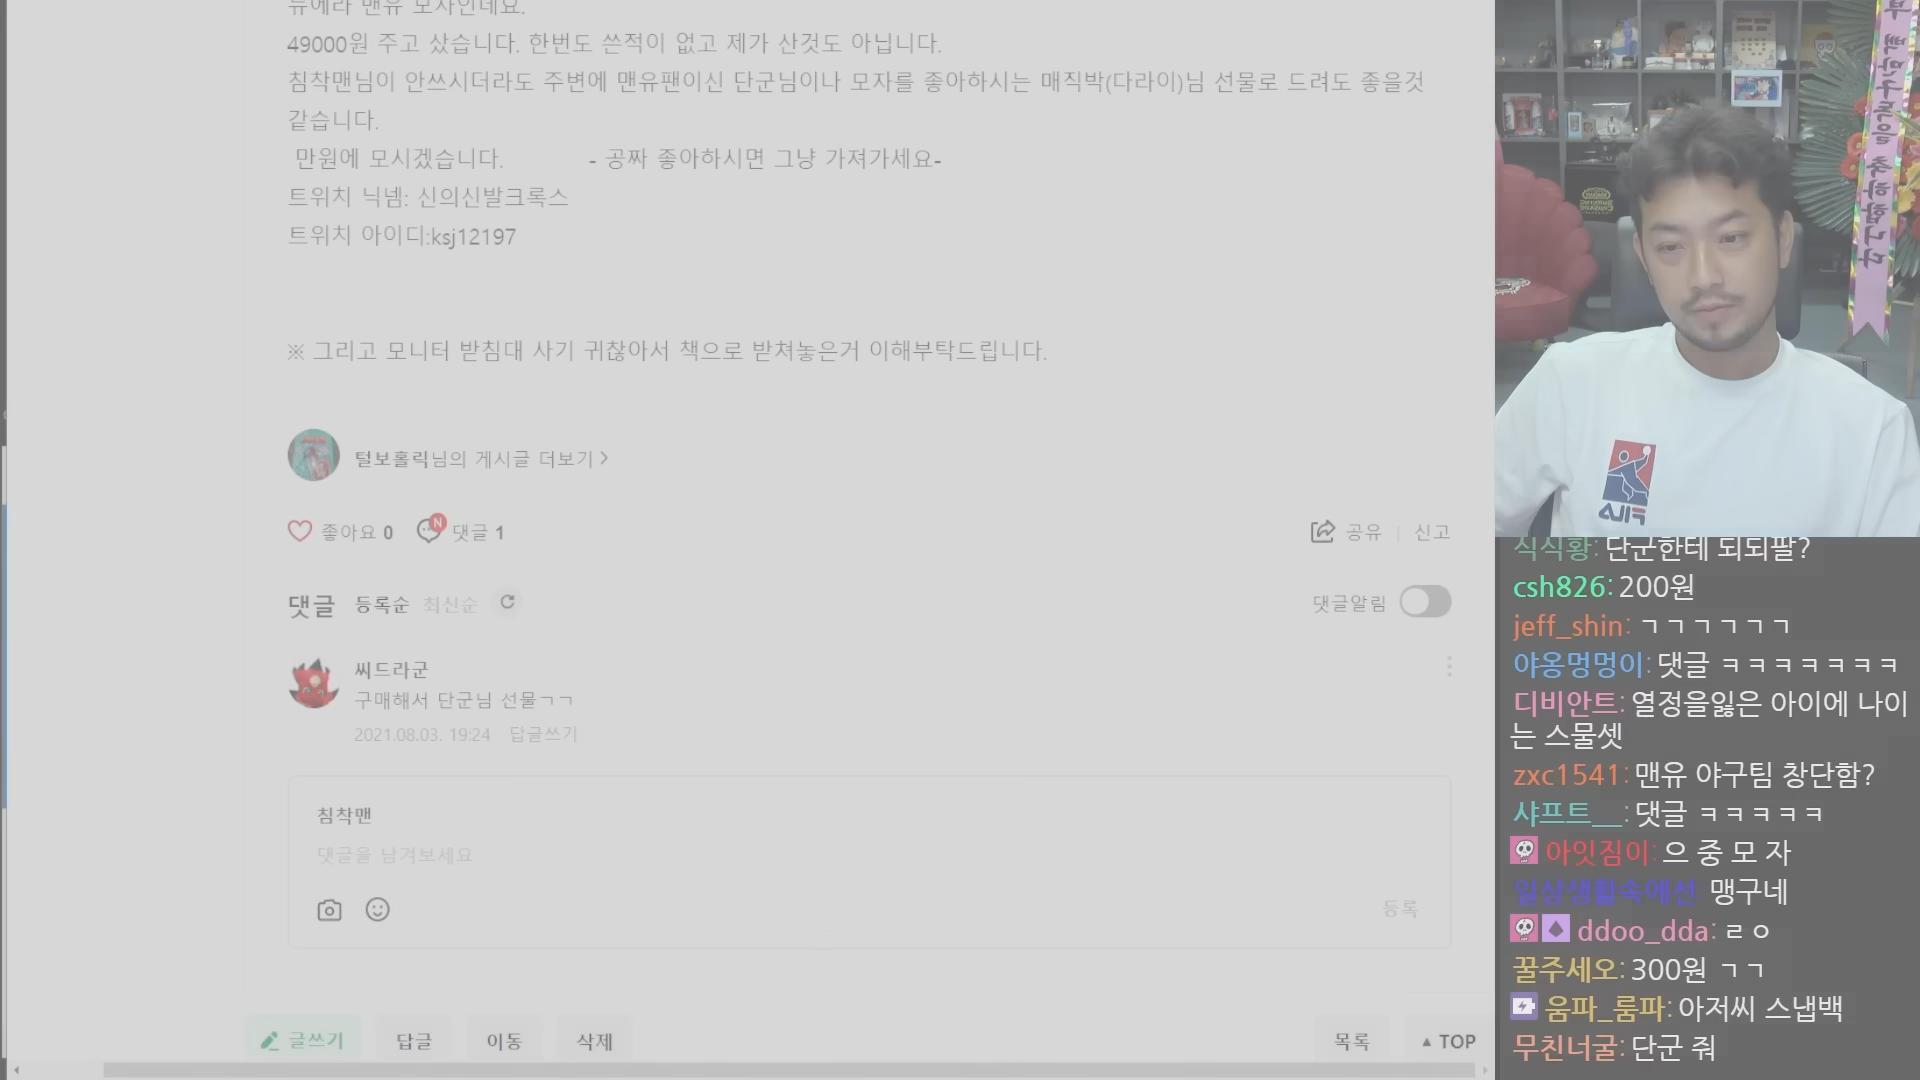 뉴에라 맨유 모자인데요.
49000원 주고 샀습니다. 한번도 쓴적이 없고 제가 산것도 아닙니다.
침착맨님이 안쓰시더라도 주변에 맨유팬이신 단군님이나 모자를 좋아하시는 매직박(다라이)님 선물로 드려도 좋을것
같습니다.
만원에 모시겠습니다. - 공짜 좋아하시면 그냥 가져가세요-
트위치 닉넴: 신의신발크록스
트위치 아이디:ksj12197
※ 그리고 모니터 받침대 사기 귀찮아서 책으로 받쳐놓은거 이해부탁드립니다.
털보홀릭님의 게시글 더보기 >
좋아요 0 N 댓글 1
공유 | 신고
댓글 등록순 최신순
댓글알림
씨드라군
구매해서 단군님 선물ㄱㄱ
2021.08.03. 19:24 답글쓰기
침착맨
댓글을 남겨보세요
등록
글쓰기 답글 이동 삭제 목록 ▲ TOP
FILA
식식황: 단군한테 되되팔?
csh826: 200원
jeff_shin: ㄱㄱㄱㄱㄱㄱ
야옹멍멍이: 댓글 ㅋㅋㅋㅋㅋㅋㅋ
디비안트: 열정을잃은 아이에 나이
는 스물셋
zxc1541: 맨유 야구팀 창단함?
샤프트__: 댓글 ㅋㅋㅋㅋㅋ
아잇짐이: 으 중 모 자
일상생활속에선: 맹구네
ddoo_dda: ㄹㅇ
꿀주세오: 300원 ㄱㄱ
움파_룸파: 아저씨 스냅백
무친너굴: 단군 줘